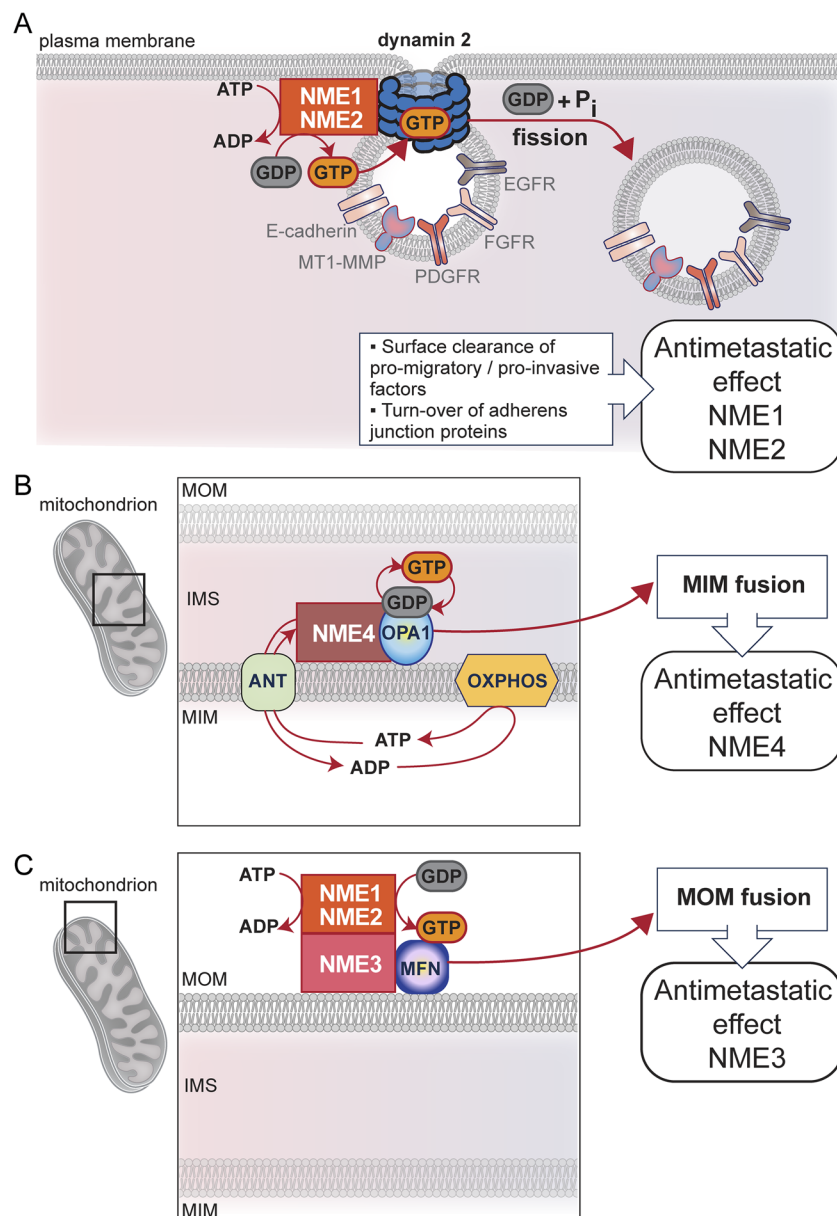 A
plasma membrane
dynamin 2
ATP
NME1
NME2
ADP
GDP
GTP
GTP
GDP + Pi
fission
EGFR
E-cadherin
FGFR
MT1-MMP
PDGFR
▪ Surface clearance of
pro-migratory / pro-invasive
factors
▪ Turn-over of adherens
junction proteins
Antimetastatic
effect
NME1
NME2
B
mitochondrion
MOM
IMS
GTP
GDP
NME4
OPA1
ANT
OXPHOS
MIM
ATP
ADP
MIM fusion
Antimetastatic
effect
NME4
C
mitochondrion
ATP
NME1
NME2
ADP
GDP
GTP
NME3
MFN
MOM
IMS
MIM
MOM fusion
Antimetastatic
effect
NME3